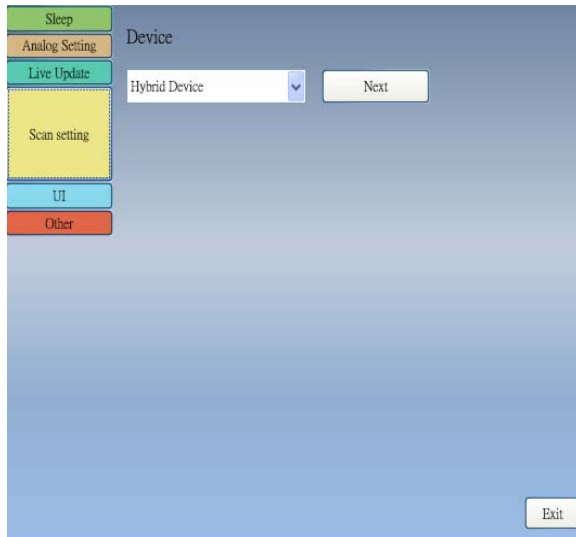 Sleep
Analog Setting
Live Update
Scan setting
UI
Other
Device
Hybrid Device
Next
Exit